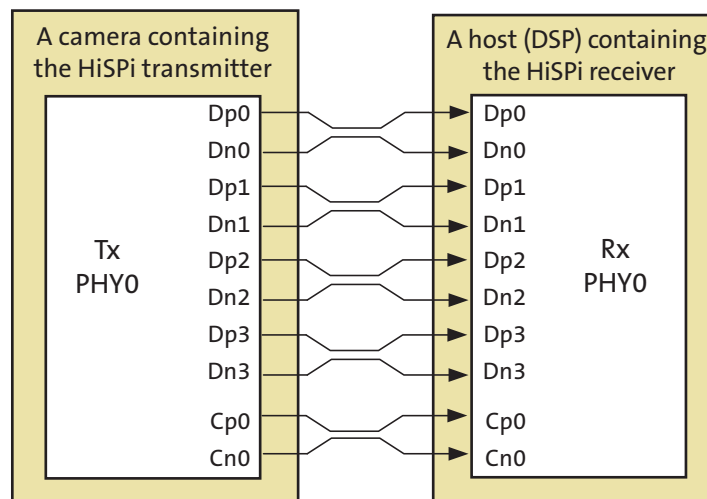 A camera containing
the HiSPi transmitter
A host (DSP) containing
the HiSPi receiver
Tx
PHY0
Dp0
Dn0
Dp1
Dn1
Dp2
Dn2
Dp3
Dn3
Cp0
Cn0
Dp0
Dn0
Dp1
Dn1
Dp2
Dn2
Dp3
Dn3
Cp0
Cn0
Rx
PHY0